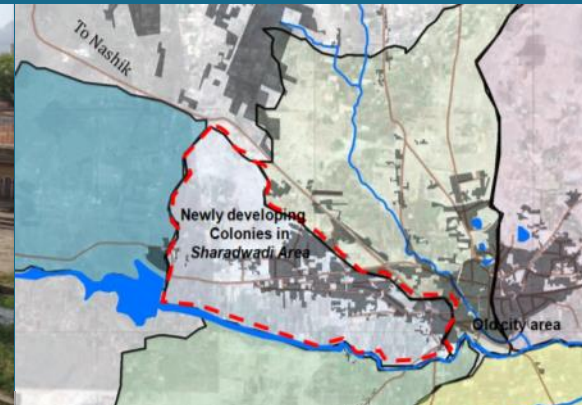 To Nashik
Newly developing
Colonies in
Sharadwadi Area
Old city area